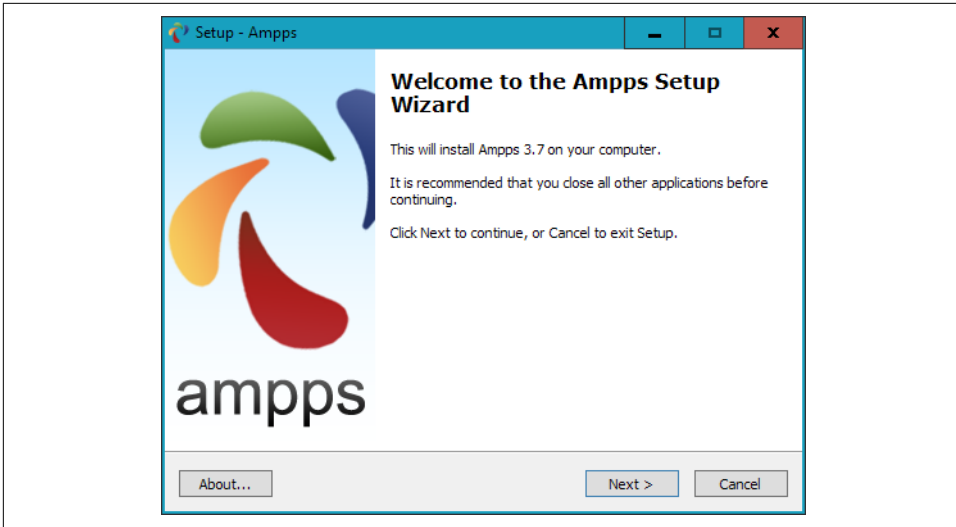 Setup - Ampps
Welcome to the Ampps Setup
Wizard
This will install Ampps 3.7 on your computer.
It is recommended that you close all other applications before
continuing.
Click Next to continue, or Cancel to exit Setup.
ampps
About...
Next >
Cancel